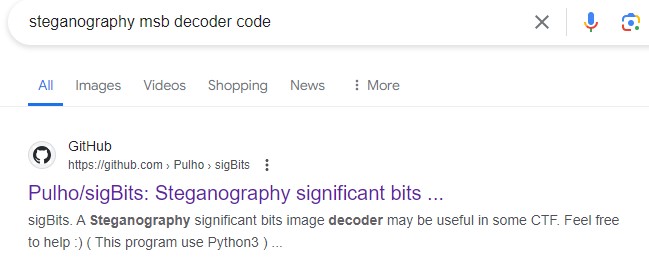 steganography msb decoder code
All Images Videos Shopping News More
GitHub
https://github.com › Pulho › sigBits
Pulho/sigBits: Steganography significant bits ...
sigBits. A Steganography significant bits image decoder may be useful in some CTF. Feel free
to help :) ( This program use Python3 ) ...